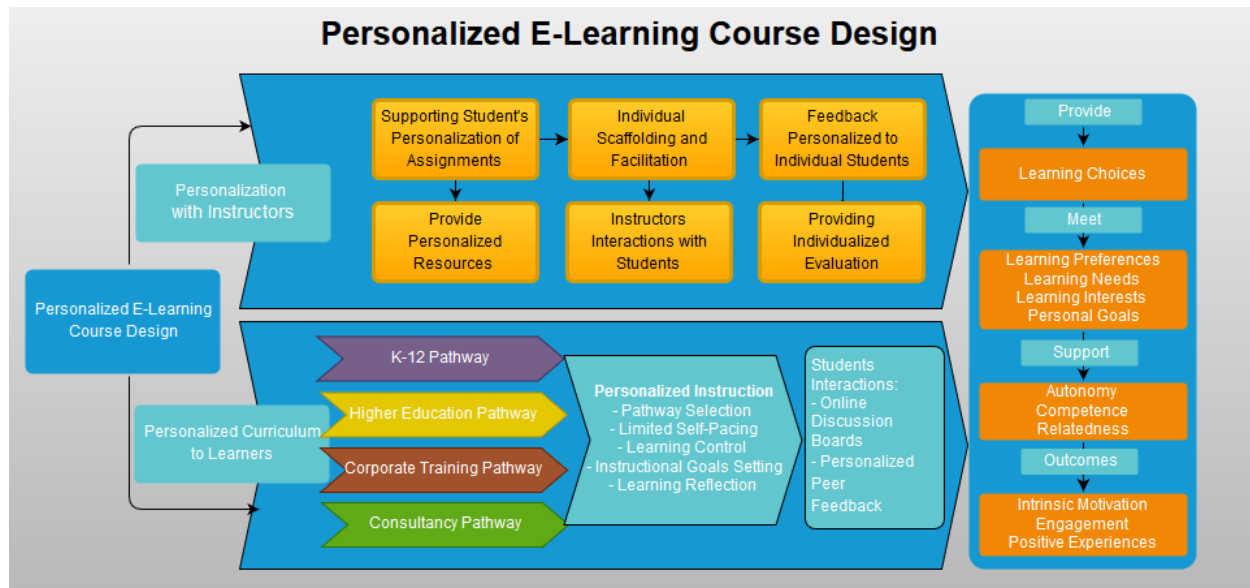 Personalized E-Learning Course Design
Personalized E-Learning
Course Design
Personalization
with Instructors
Supporting Student's
Personalization of
Assignments
Individual
Scaffolding and
Facilitation
Feedback
Personalized to
Individual Students
Provide
Personalized
Resources
Instructors
Interactions with
Students
Providing
Individualized
Evaluation
Personalized Curriculum
to Learners
K-12 Pathway
Higher Education Pathway
Corporate Training Pathway
Consultancy Pathway
Personalized Instruction
- Pathway Selection
- Limited Self-Pacing
- Learning Control
- Instructional Goals Setting
- Learning Reflection
Students
Interactions:
- Online
Discussion
Boards
- Personalized
Peer
Feedback
Provide
Learning Choices
Meet
Learning Preferences
Learning Needs
Learning Interests
Personal Goals
Support
Autonomy
Competence
Relatedness
Outcomes
Intrinsic Motivation
Engagement
Positive Experiences